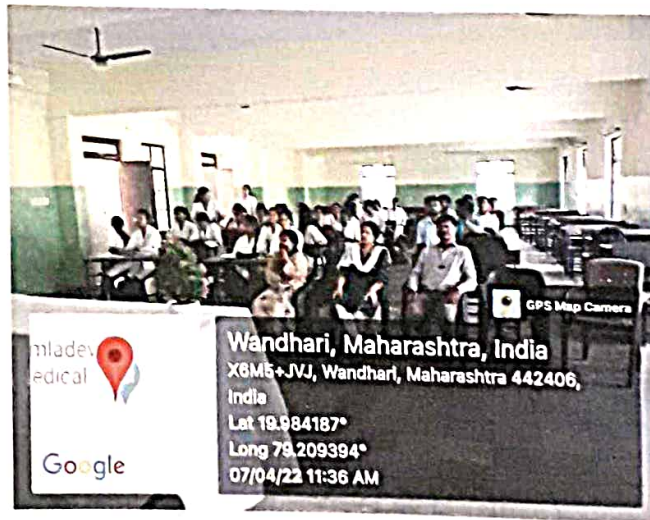 GPS Map Camera
Wandhari, Maharashtra, India
X6M5+JVJ, Wandhari, Maharashtra 442406,
India
Lat 19.984187°
Long 79.209394°
07/04/22 11:36 AM
mladev
edical
Google